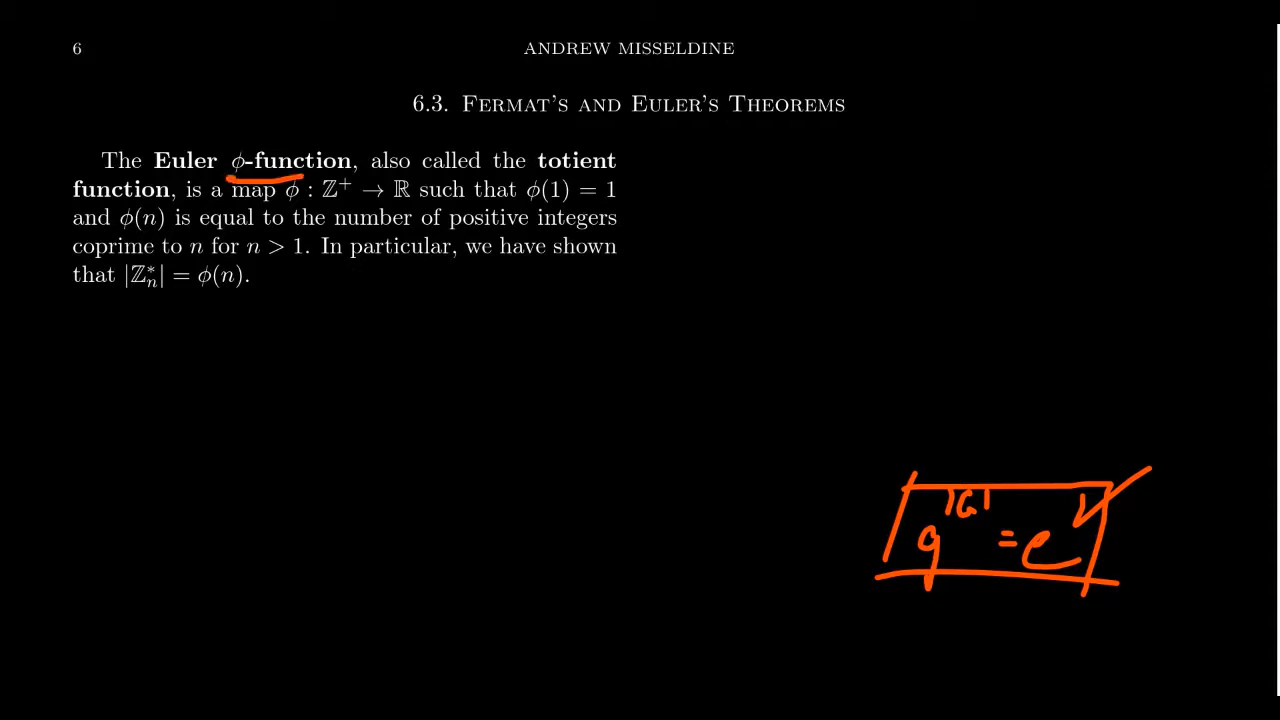 6 ANDREW MISSELDINE
6.3. FERMAT'S AND EULER'S THEOREMS
The Euler ϕ-function, also called the totient
function, is a map ϕ : ℤ⁺ → ℝ such that ϕ(1) = 1
and ϕ(n) is equal to the number of positive integers
coprime to n for n > 1. In particular, we have shown
that |ℤ*ₙ| = ϕ(n).
g^|G| = e